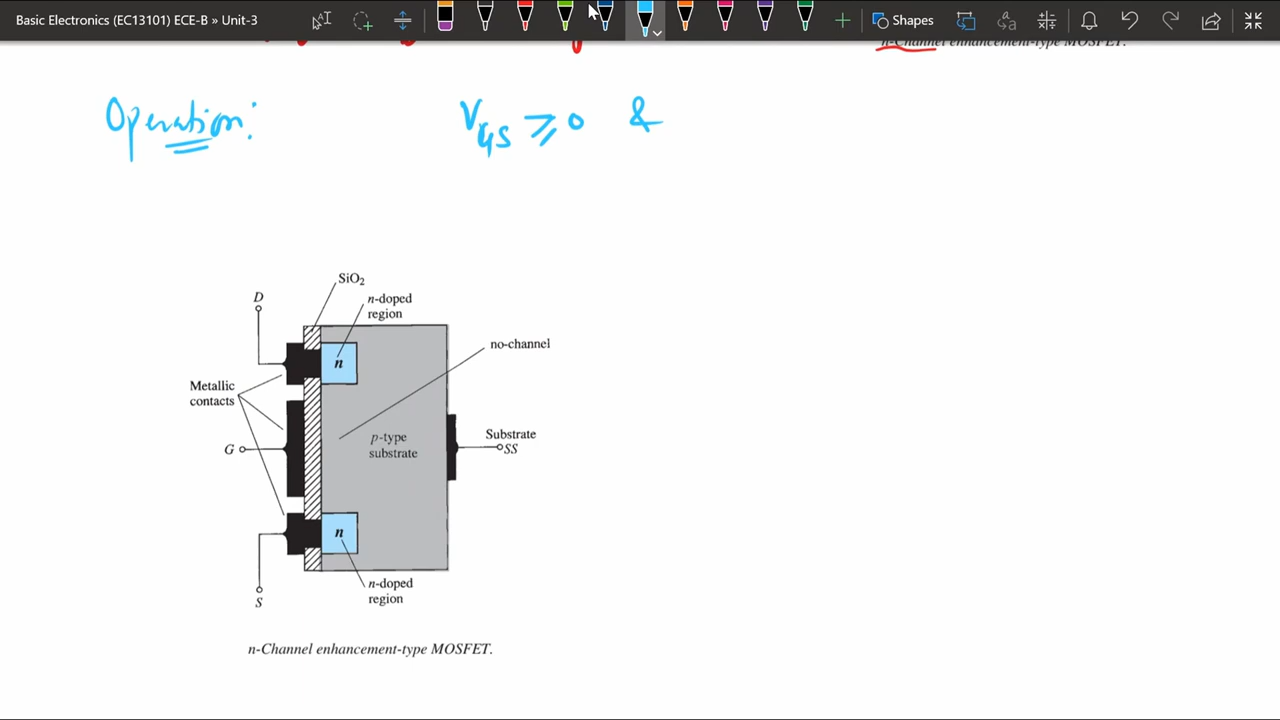 Basic Electronics (EC13101) ECE-B » Unit-3
Shapes
n-Channel enhancement-type MOSFET.
Operation: V_GS ⩾ 0 &
SiO₂
D
n-doped
region
no-channel
n
Metallic
contacts
p-type
substrate
Substrate
G
SS
n
n-doped
region
S
n-Channel enhancement-type MOSFET.